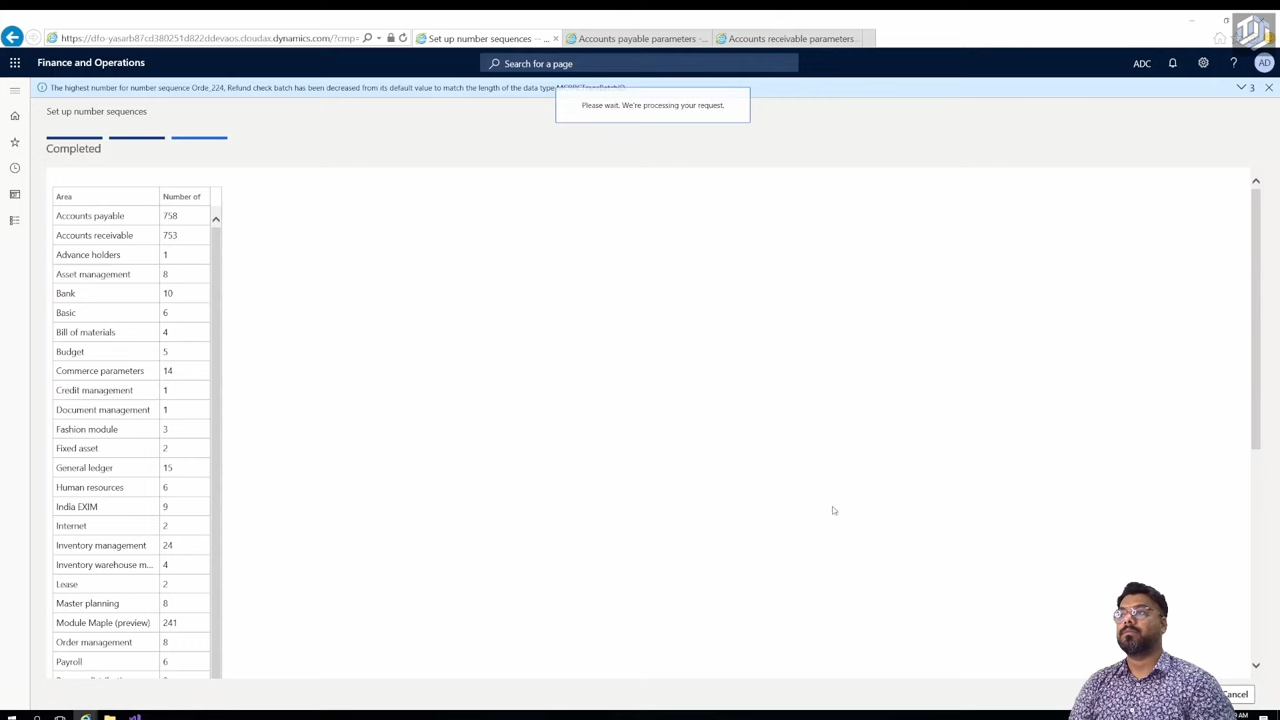 https://dfo-yasarb87cd380251d822ddevaos.cloudax.dynamics.com/?cmp=
Set up number sequences -- ...
Accounts payable parameters -...
Accounts receivable parameters...
Finance and Operations
Search for a page
ADC
?
AD
The highest number for number sequence Orde_224, Refund check batch has been decreased from its default value to match the length of the data type
3
Please wait. We're processing your request.
Set up number sequences
Completed
Area Number of
Accounts payable 758
Accounts receivable 753
Advance holders 1
Asset management 8
Bank 10
Basic 6
Bill of materials 4
Budget 5
Commerce parameters 14
Credit management 1
Document management 1
Fashion module 3
Fixed asset 2
General ledger 15
Human resources 6
India EXIM 9
Internet 2
Inventory management 24
Inventory warehouse m... 4
Lease 2
Master planning 8
Module Maple (preview) 241
Order management 8
Payroll 6
Cancel